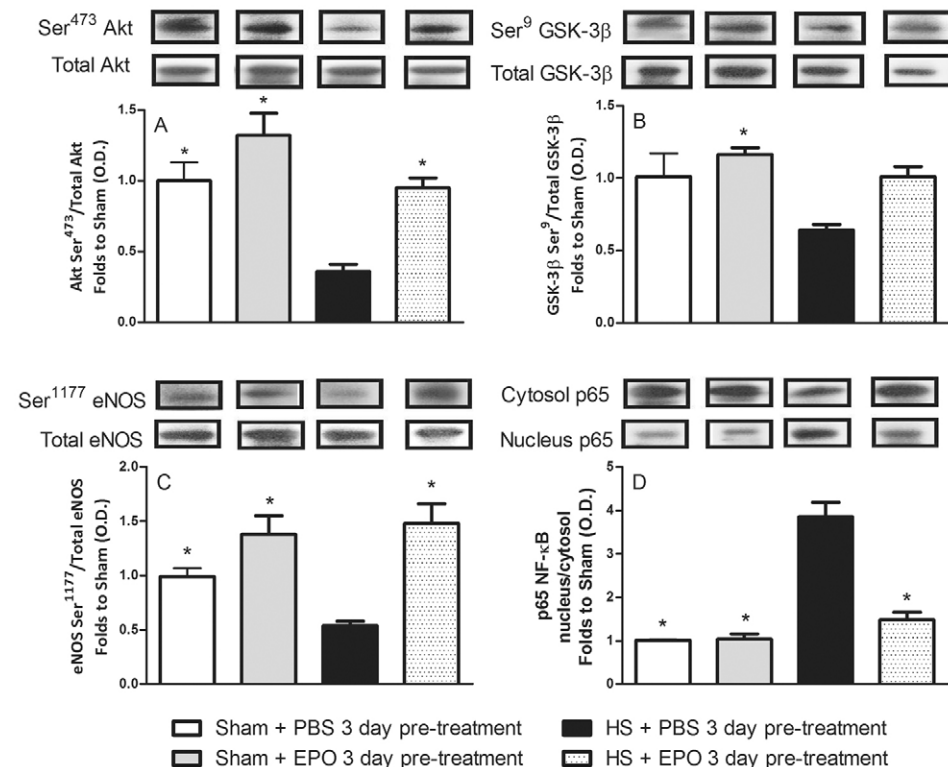 Ser⁴⁷³ Akt
Total Akt
A
Akt Ser⁴⁷³/Total Akt
Folds to Sham (O.D.)
1.5
1.0
0.5
0.0
*
*
*
Ser⁹ GSK-3β
Total GSK-3β
B
GSK-3β Ser⁹/Total GSK-3β
Folds to Sham (O.D.)
1.5
1.0
0.5
0.0
*
Ser¹¹⁷⁷ eNOS
Total eNOS
C
eNOS Ser¹¹⁷⁷/Total eNOS
Folds to Sham (O.D.)
2.0
1.5
1.0
0.5
0.0
*
*
*
Cytosol p65
Nucleus p65
D
p65 NF-κB
nucleus/cytosol
Folds to Sham (O.D.)
5
4
3
2
1
0
*
*
*
Sham + PBS 3 day pre-treatment
Sham + EPO 3 day pre-treatment
HS + PBS 3 day pre-treatment
HS + EPO 3 day pre-treatment